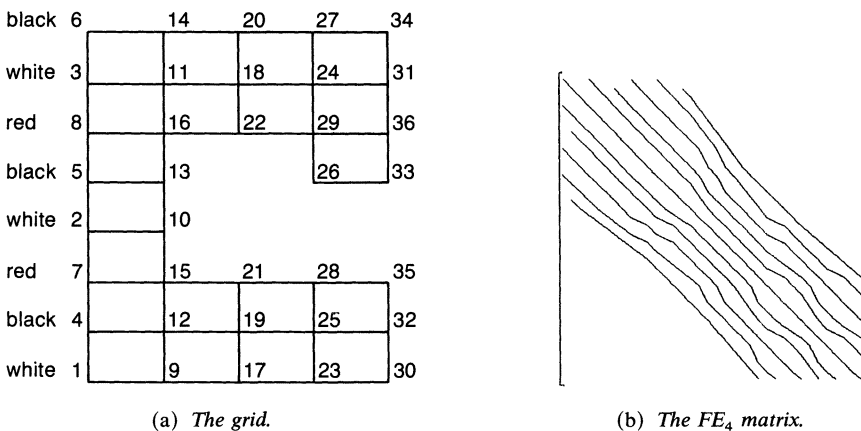 black 6 14 20 27 34
white 3 11 18 24 31
red 8 16 22 29 36
black 5 13 26 33
white 2 10
red 7 15 21 28 35
black 4 12 19 25 32
white 1 9 17 23 30
(a) The grid.
(b) The FE₄ matrix.